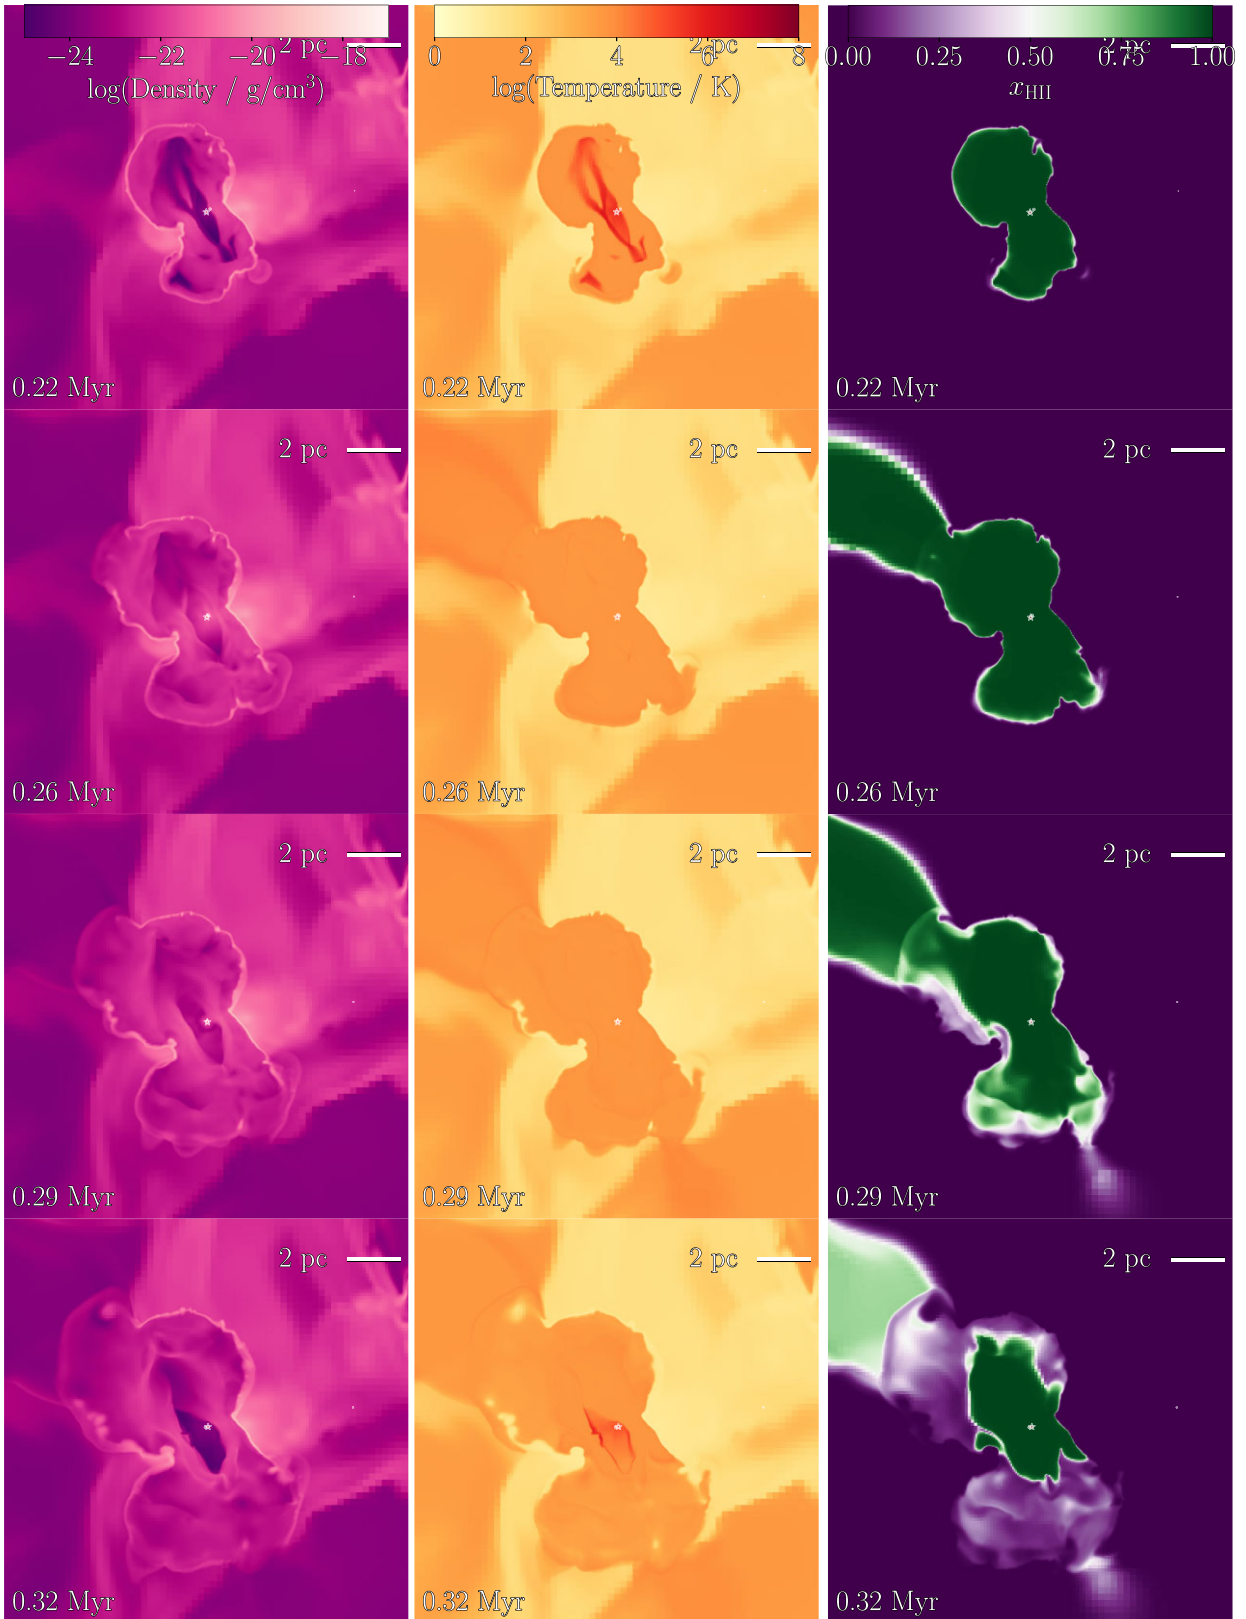 2 pc 2 pc 2 pc
−24 −22 −20 −18 0 2 4 6 8 0.00 0.25 0.50 0.75 1.00
log(Density / g/cm³) log(Temperature / K) x_HII
0.22 Myr 0.22 Myr 0.22 Myr
2 pc 2 pc 2 pc
0.26 Myr 0.26 Myr 0.26 Myr
2 pc 2 pc 2 pc
0.29 Myr 0.29 Myr 0.29 Myr
2 pc 2 pc 2 pc
0.32 Myr 0.32 Myr 0.32 Myr